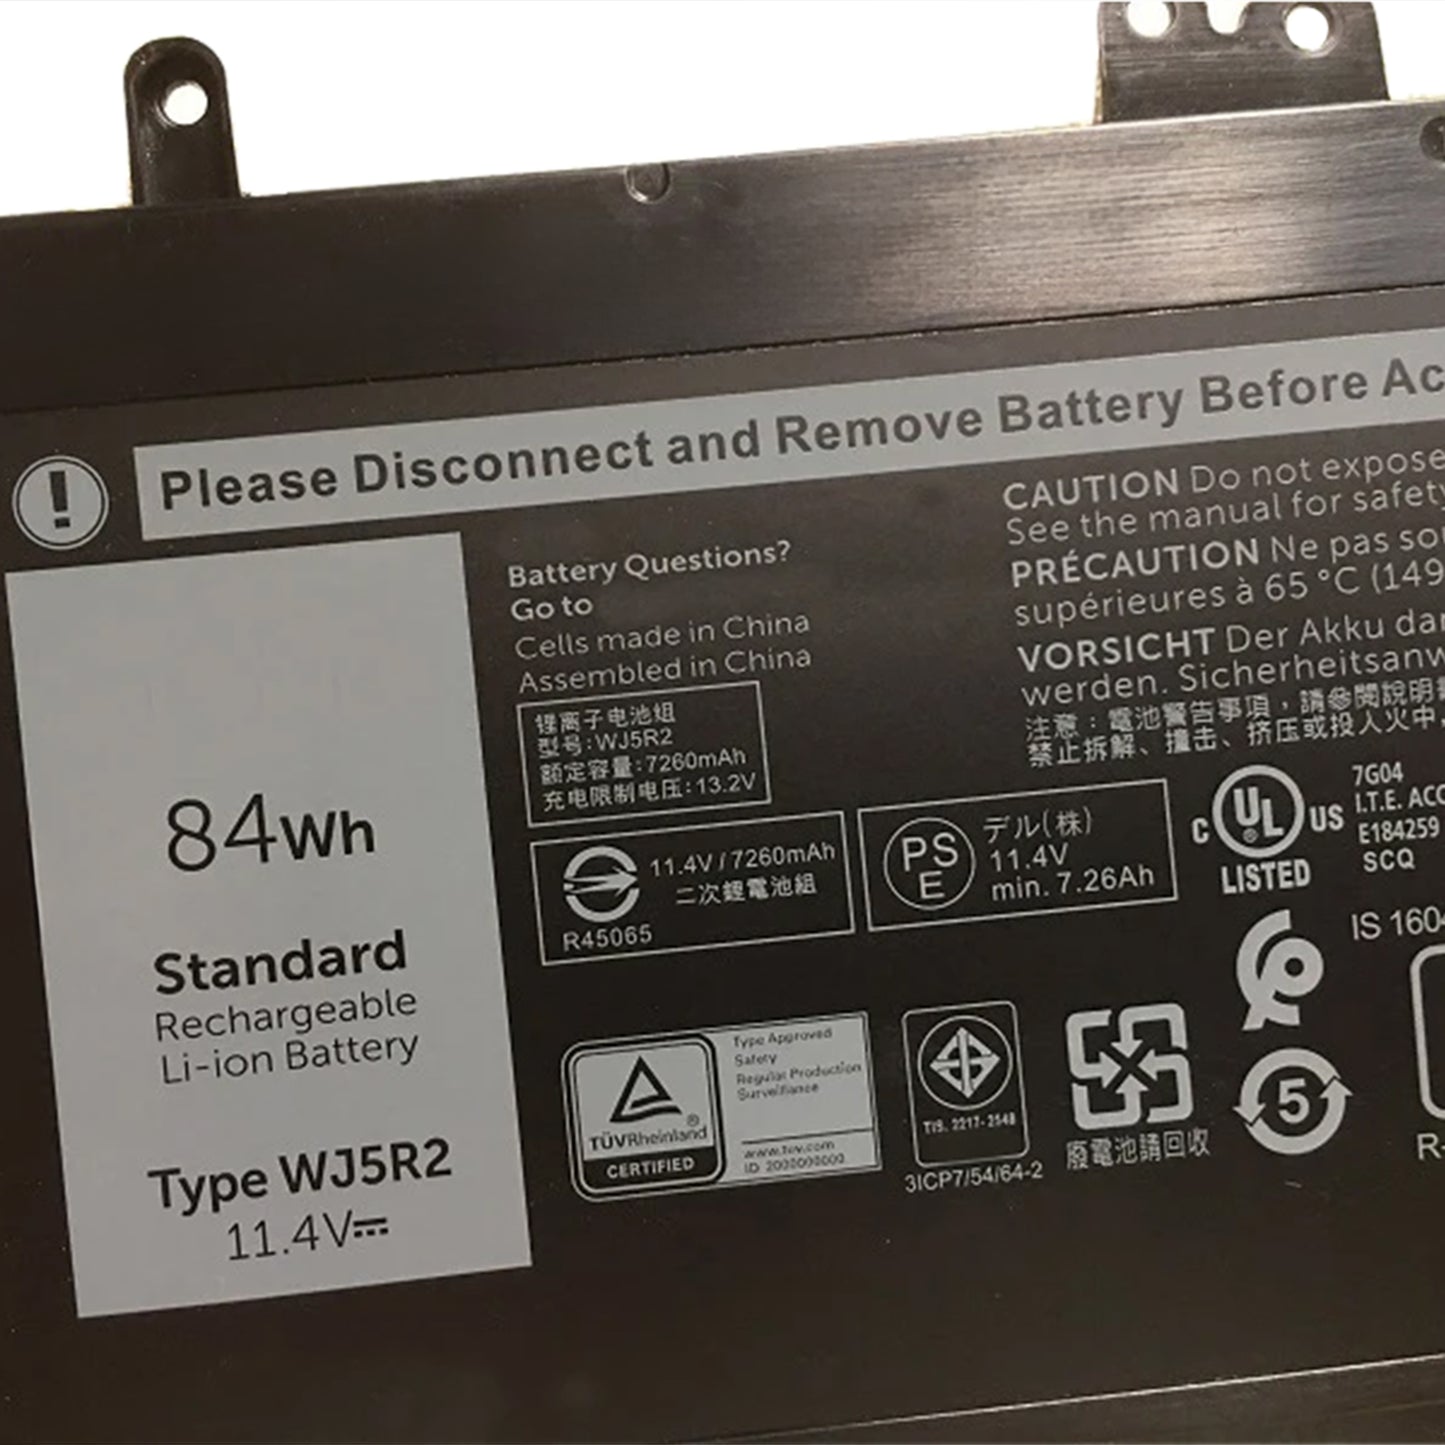 !
Please Disconnect and Remove Battery Before Ac
84Wh
Standard
Rechargeable
Li-ion Battery
Type WJ5R2
11.4V⎓
Battery Questions?
Go to
Cells made in China
Assembled in China
锂离子电池组
型号:WJ5R2
額定容量:7260mAh
充电限制电压:13.2V
11.4V / 7260mAh
二次鋰電池組
R45065
PS
E
デル(株)
11.4V
min. 7.26Ah
CAUTION Do not expose
See the manual for safety
PRÉCAUTION Ne pas sou
supérieures à 65 °C (149
VORSICHT Der Akku dar
werden. Sicherheitsanw
注意：電池警告事項，請參閱說明
禁止拆解、撞击、挤压或投入火中
C UL US
LISTED
7G04
I.T.E. ACC
E184259
SCQ
IS 1604
TÜVRheinland®
CERTIFIED
Type Approved
Safety
Regular Production
Surveillance
www.tuv.com
ID 2000000000
TIS. 2217-2548
3ICP7/54/64-2
廢電池請回收
5
R-